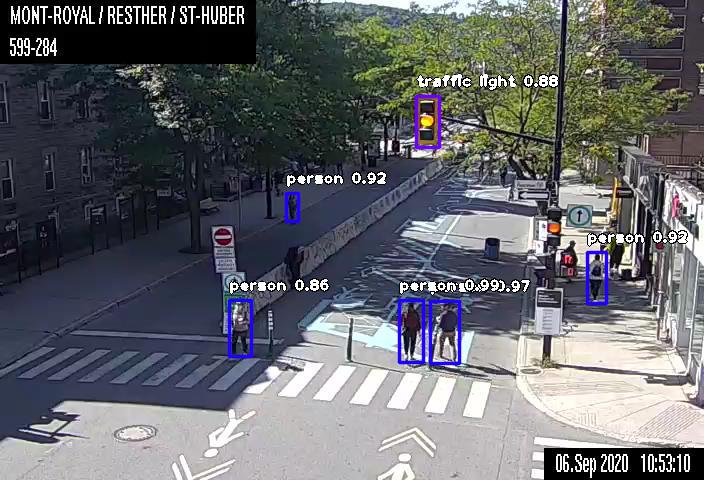 MONT-ROYAL / RESTHER / ST-HUBER
599-284
traffic light 0.88
person 0.92
person 0.92
person 0.86
person 0.99
0.97
06.Sep 2020 10:53:10